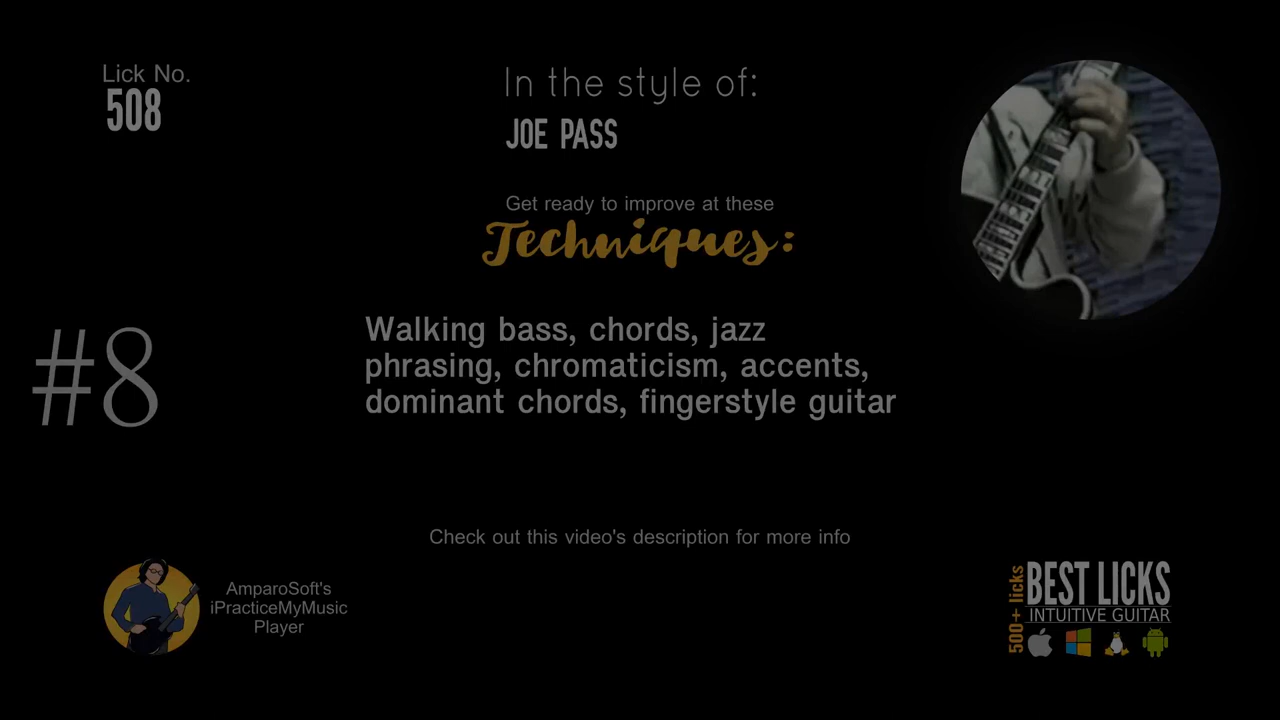 Lick No.
508
In the style of:
JOE PASS
Get ready to improve at these
Techniques:
#8
Walking bass, chords, jazz
phrasing, chromaticism, accents,
dominant chords, fingerstyle guitar
Check out this video's description for more info
AmparoSoft's
iPracticeMyMusic
Player
500+ licks
BEST LICKS
INTUITIVE GUITAR